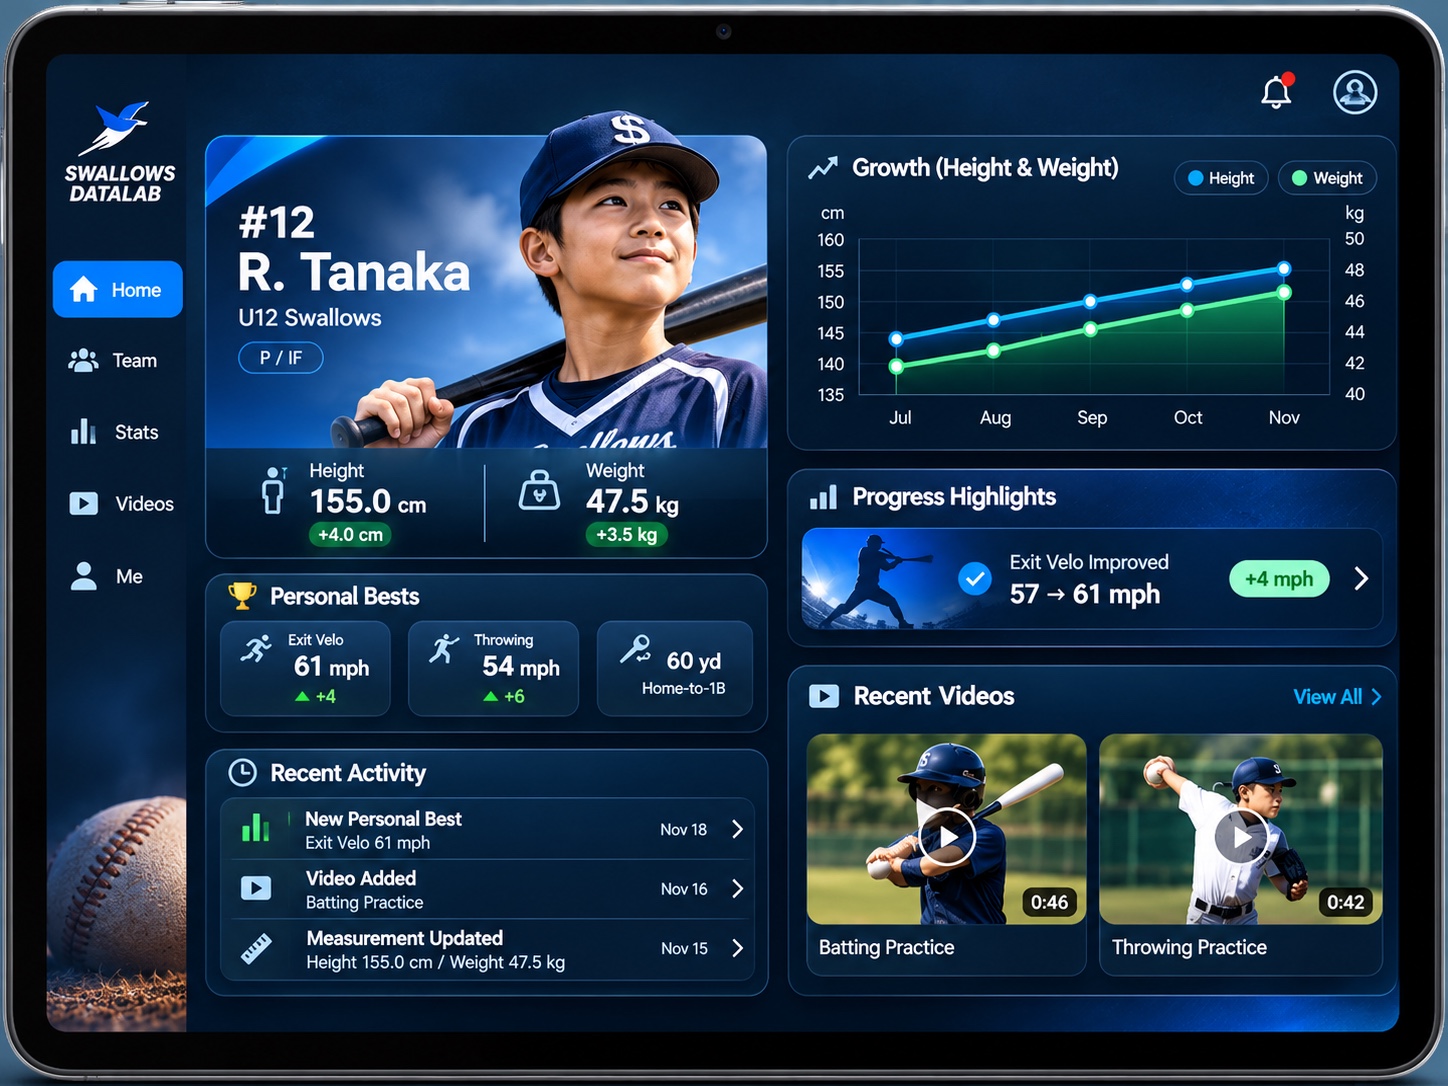 SWALLOWS
DATALAB
Home
Team
Stats
Videos
Me
S
#12
R. Tanaka
U12 Swallows
P / IF
Swallows
Height
155.0 cm
+4.0 cm
Weight
47.5 kg
+3.5 kg
Personal Bests
Exit Velo
61 mph
+4
Throwing
54 mph
+6
60 yd
Home-to-1B
Recent Activity
New Personal Best
Exit Velo 61 mph
Nov 18
Video Added
Batting Practice
Nov 16
Measurement Updated
Height 155.0 cm / Weight 47.5 kg
Nov 15
Growth (Height & Weight)
Height
Weight
cm
kg
160
50
155
48
150
46
145
44
140
42
135
40
Jul
Aug
Sep
Oct
Nov
Progress Highlights
Exit Velo Improved
57 → 61 mph
+4 mph
Recent Videos
View All
S
0:46
S
0:42
Batting Practice
Throwing Practice